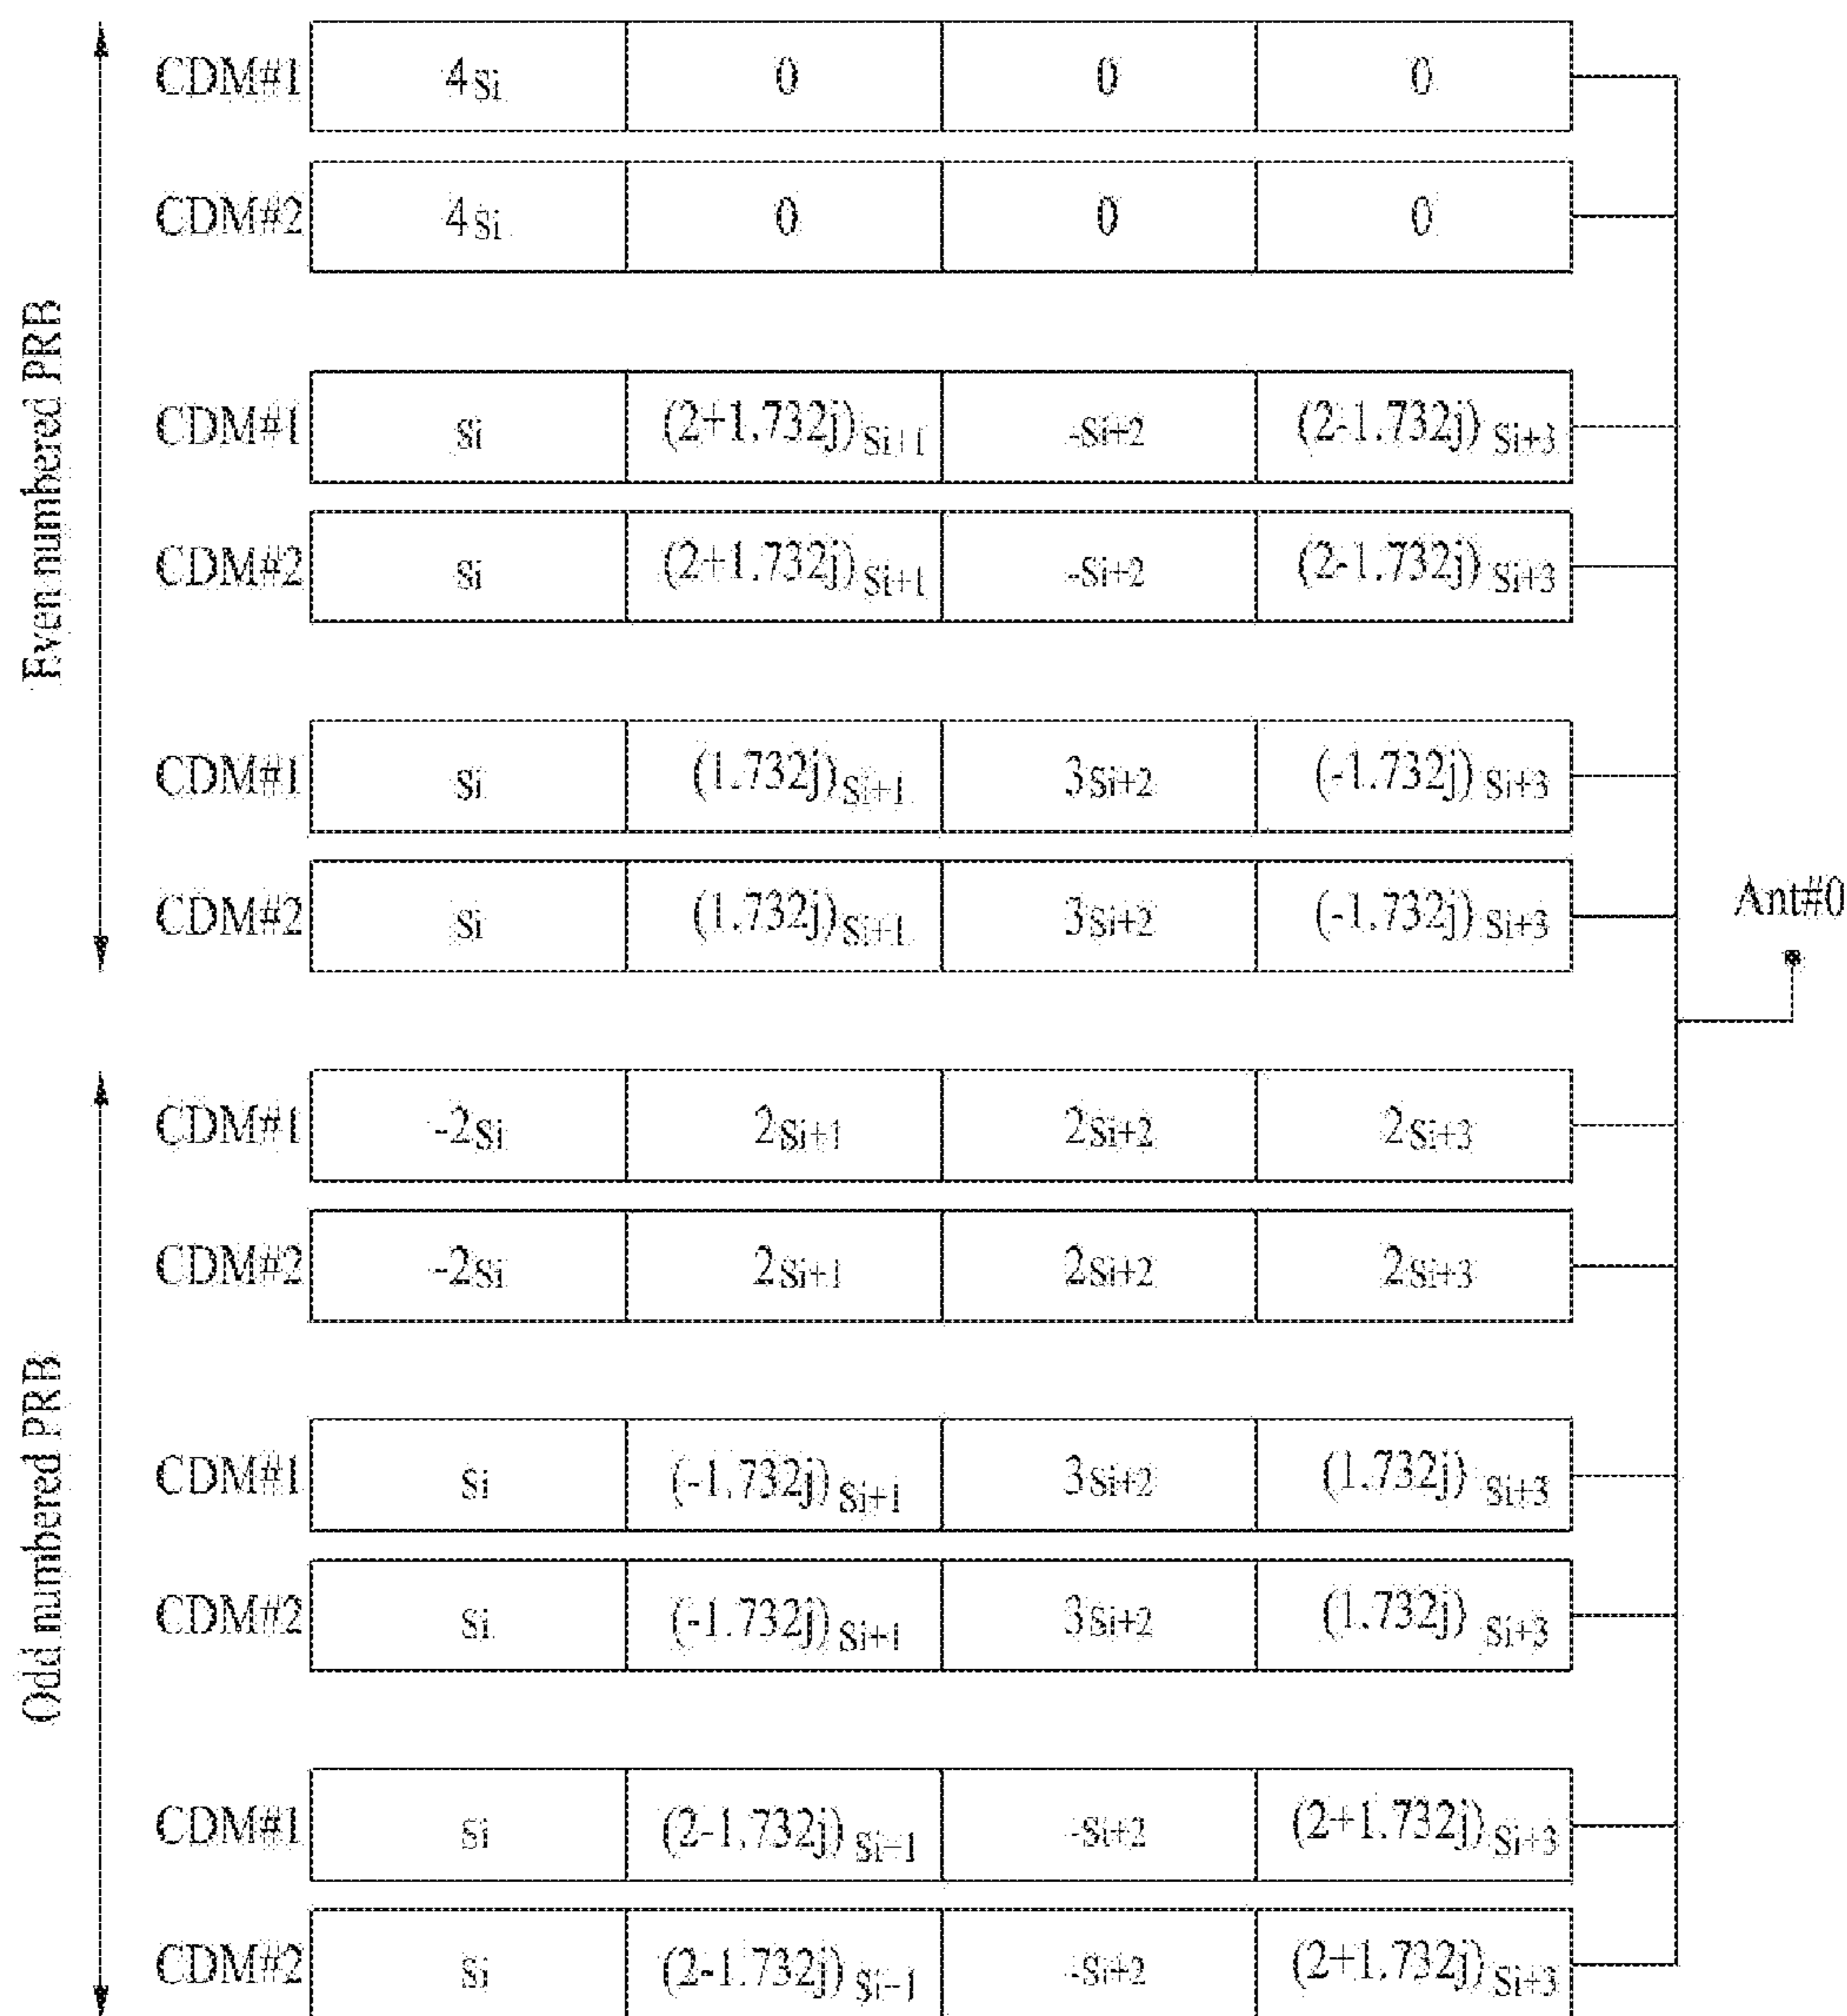 Even numbered PRB
CDM#1 4Si 0 0 0
CDM#2 4Si 0 0 0
CDM#1 Si (2+1.732j)Si+1 -Si+2 (2-1.732j)Si+3
CDM#2 Si (2+1.732j)Si+1 -Si+2 (2-1.732j)Si+3
CDM#1 Si (1.732j)Si+1 3Si+2 (-1.732j)Si+3
CDM#2 Si (1.732j)Si+1 3Si+2 (-1.732j)Si+3
Ant#0
Odd numbered PRB
CDM#1 -2Si 2Si+1 2Si+2 2Si+3
CDM#2 -2Si 2Si+1 2Si+2 2Si+3
CDM#1 Si (-1.732j)Si+1 3Si+2 (1.732j)Si+3
CDM#2 Si (-1.732j)Si+1 3Si+2 (1.732j)Si+3
CDM#1 Si (2-1.732j)Si-1 -Si+2 (2+1.732j)Si+3
CDM#2 Si (2-1.732j)Si-1 -Si+2 (2+1.732j)Si+3